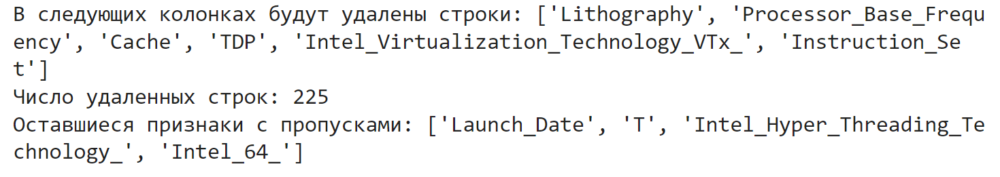 В следующих колонках будут удалены строки: ['Lithography', 'Processor_Base_Frequ
ency', 'Cache', 'TDP', 'Intel_Virtualization_Technology_VTx_', 'Instruction_Se
t']
Число удаленных строк: 225
Оставшиеся признаки с пропусками: ['Launch_Date', 'T', 'Intel_Hyper_Threading_Te
chnology_', 'Intel_64_']